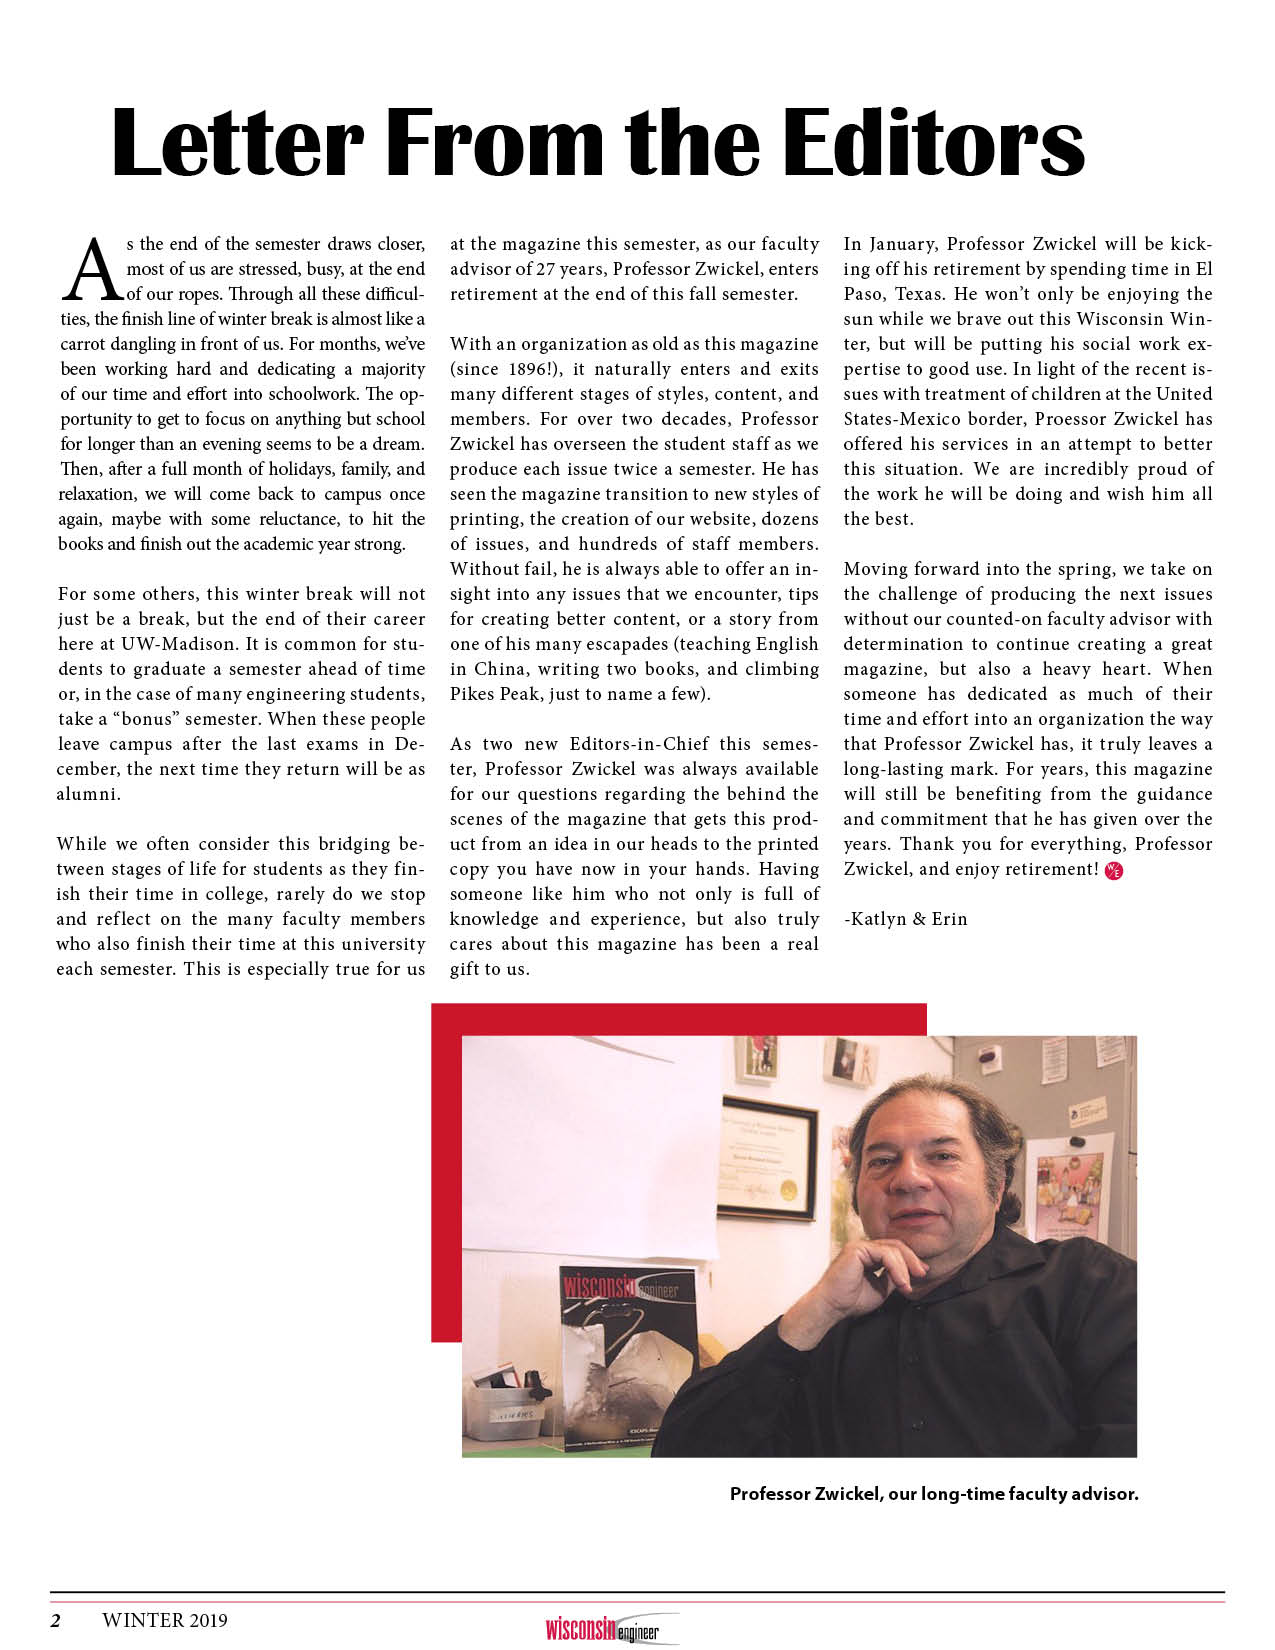 Letter From the Editors
As the end of the semester draws closer,
most of us are stressed, busy, at the end
of our ropes. Through all these difficul-
ties, the finish line of winter break is almost like a
carrot dangling in front of us. For months, we've
been working hard and dedicating a majority
of our time and effort into schoolwork. The op-
portunity to get to focus on anything but school
for longer than an evening seems to be a dream.
Then, after a full month of holidays, family, and
relaxation, we will come back to campus once
again, maybe with some reluctance, to hit the
books and finish out the academic year strong.
For some others, this winter break will not
just be a break, but the end of their career
here at UW-Madison. It is common for stu-
dents to graduate a semester ahead of time
or, in the case of many engineering students,
take a “bonus” semester. When these people
leave campus after the last exams in De-
cember, the next time they return will be as
alumni.
While we often consider this bridging be-
tween stages of life for students as they fin-
ish their time in college, rarely do we stop
and reflect on the many faculty members
who also finish their time at this university
each semester. This is especially true for us
at the magazine this semester, as our faculty
advisor of 27 years, Professor Zwickel, enters
retirement at the end of this fall semester.
With an organization as old as this magazine
(since 1896!), it naturally enters and exits
many different stages of styles, content, and
members. For over two decades, Professor
Zwickel has overseen the student staff as we
produce each issue twice a semester. He has
seen the magazine transition to new styles of
printing, the creation of our website, dozens
of issues, and hundreds of staff members.
Without fail, he is always able to offer an in-
sight into any issues that we encounter, tips
for creating better content, or a story from
one of his many escapades (teaching English
in China, writing two books, and climbing
Pikes Peak, just to name a few).
As two new Editors-in-Chief this semes-
ter, Professor Zwickel was always available
for our questions regarding the behind the
scenes of the magazine that gets this prod-
uct from an idea in our heads to the printed
copy you have now in your hands. Having
someone like him who not only is full of
knowledge and experience, but also truly
cares about this magazine has been a real
gift to us.
In January, Professor Zwickel will be kick-
ing off his retirement by spending time in El
Paso, Texas. He won't only be enjoying the
sun while we brave out this Wisconsin Win-
ter, but will be putting his social work ex-
pertise to good use. In light of the recent is-
sues with treatment of children at the United
States-Mexico border, Proessor Zwickel has
offered his services in an attempt to better
this situation. We are incredibly proud of
the work he will be doing and wish him all
the best.
Moving forward into the spring, we take on
the challenge of producing the next issues
without our counted-on faculty advisor with
determination to continue creating a great
magazine, but also a heavy heart. When
someone has dedicated as much of their
time and effort into an organization the way
that Professor Zwickel has, it truly leaves a
long-lasting mark. For years, this magazine
will still be benefiting from the guidance
and commitment that he has given over the
years. Thank you for everything, Professor
Zwickel, and enjoy retirement! W/E
-Katlyn & Erin
wisconsin engineer
Professor Zwickel, our long-time faculty advisor.
2 WINTER 2019
wisconsin engineer